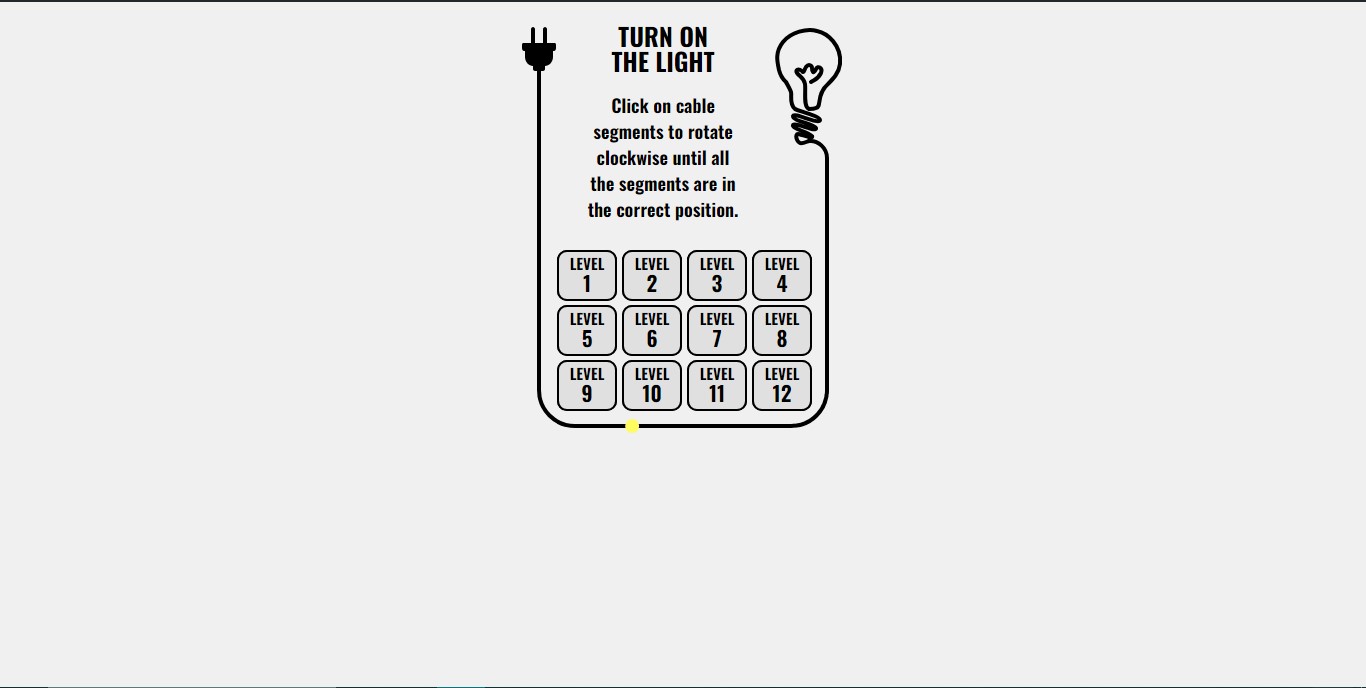 TURN ON
THE LIGHT
Click on cable
segments to rotate
clockwise until all
the segments are in
the correct position.
LEVEL
1
LEVEL
2
LEVEL
3
LEVEL
4
LEVEL
5
LEVEL
6
LEVEL
7
LEVEL
8
LEVEL
9
LEVEL
10
LEVEL
11
LEVEL
12